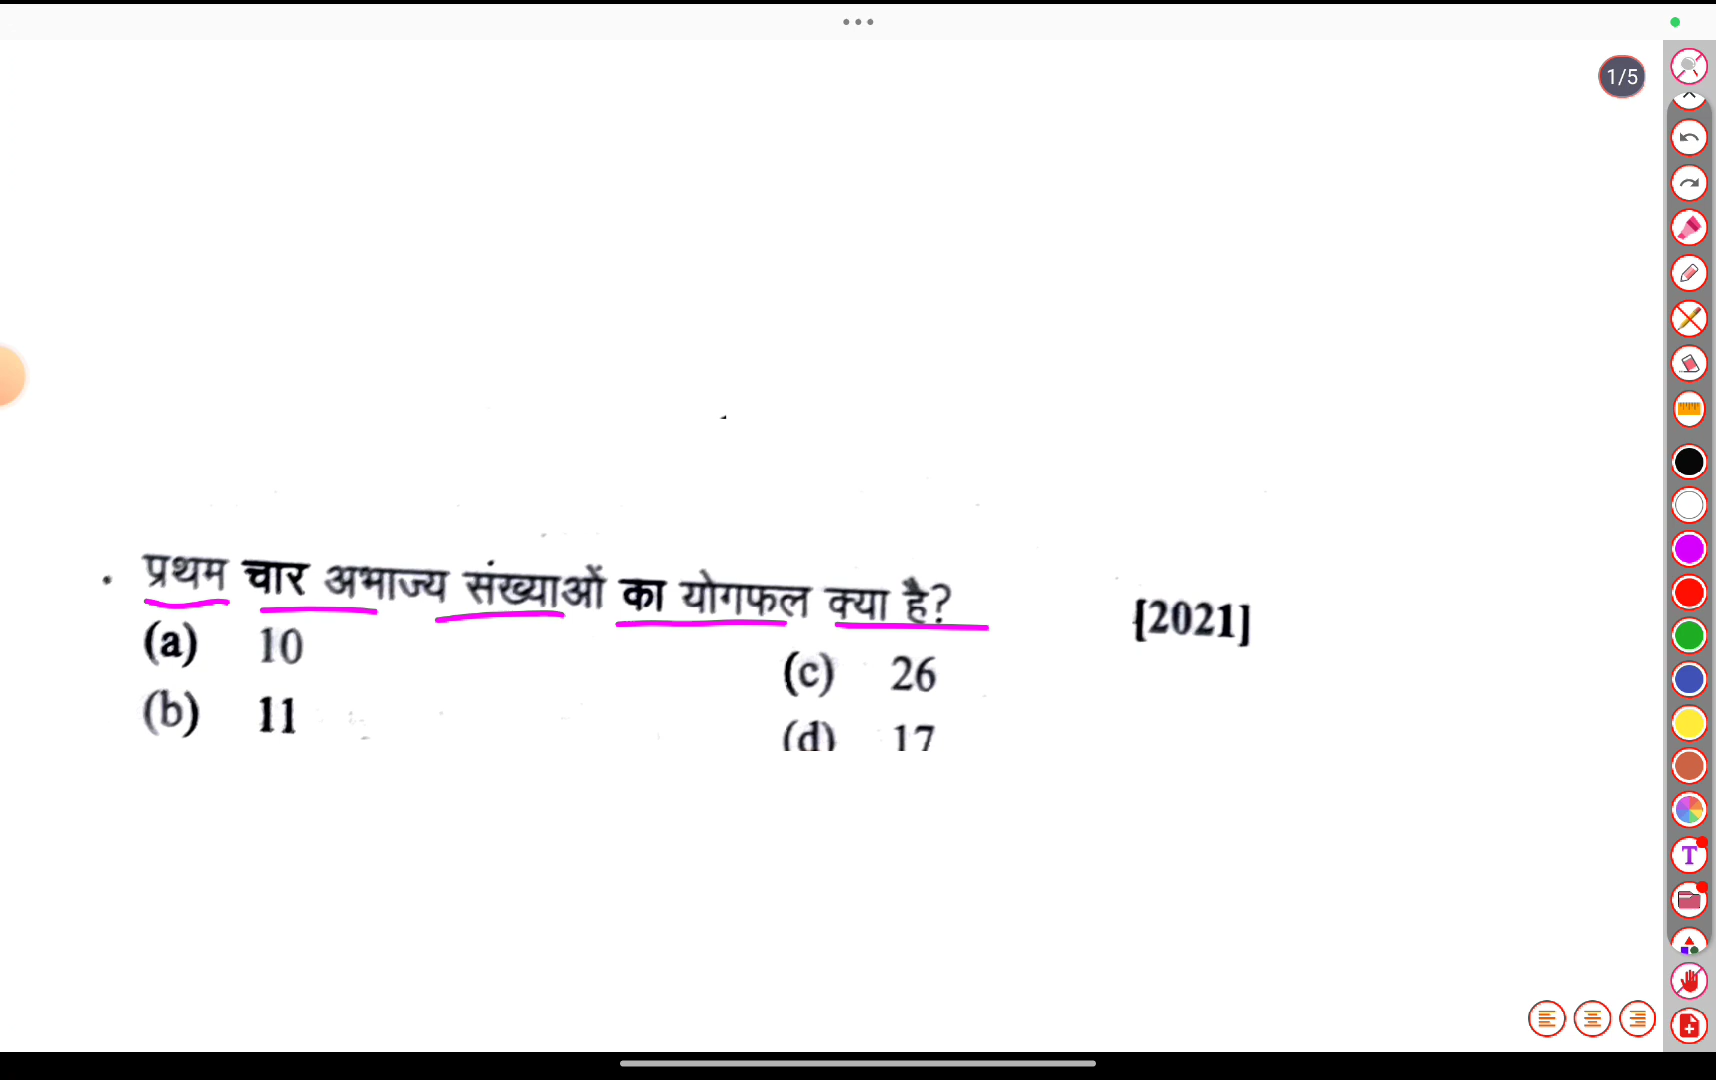 1/5
. प्रथम चार अभाज्य संख्याओं का योगफल क्या है? [2021]
(a) 10
(c) 26
(b) 11
(d) 17
T